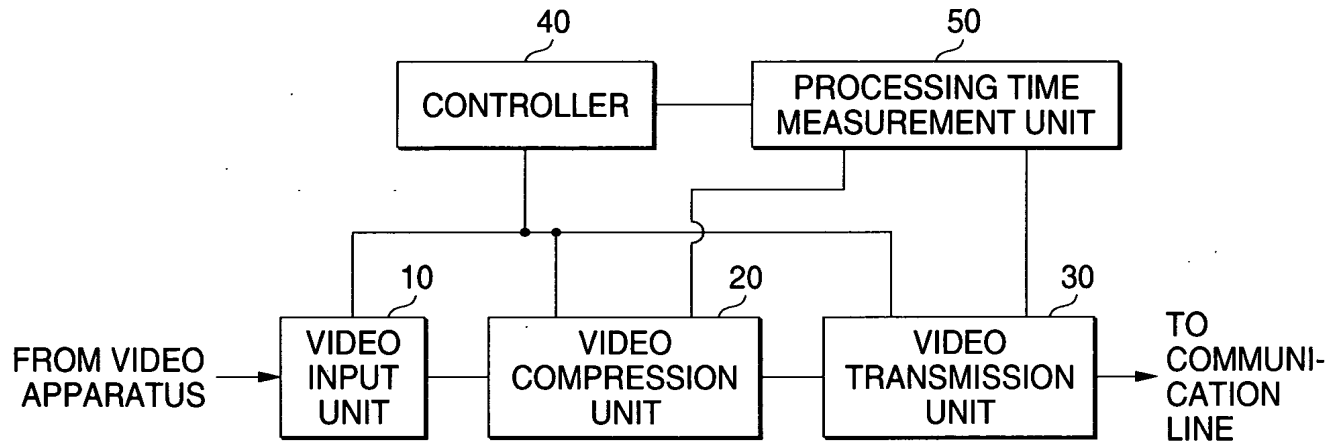 40
CONTROLLER
50
PROCESSING TIME
MEASUREMENT UNIT
FROM VIDEO
APPARATUS
10
VIDEO
INPUT
UNIT
20
VIDEO
COMPRESSION
UNIT
30
VIDEO
TRANSMISSION
UNIT
TO
COMMUNI-
CATION
LINE